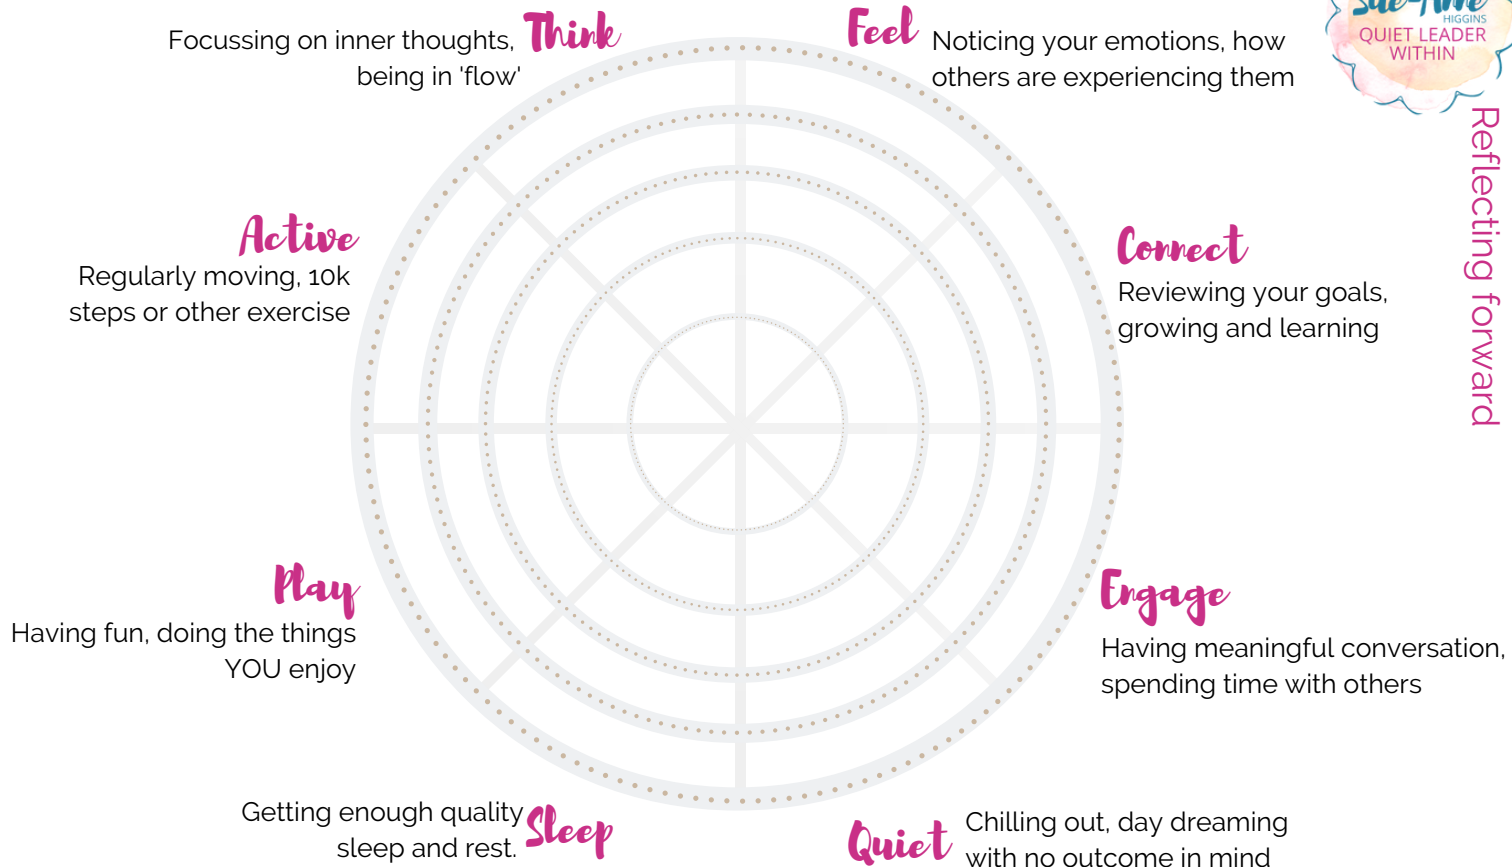 Think
Focussing on inner thoughts,
being in 'flow'
Feel
Noticing your emotions, how
others are experiencing them
Sue-Anne
HIGGINS
QUIET LEADER
WITHIN
Reflecting forward
Active
Regularly moving, 10k
steps or other exercise
Connect
Reviewing your goals,
growing and learning
Play
Having fun, doing the things
YOU enjoy
Engage
Having meaningful conversation,
spending time with others
Sleep
Getting enough quality
sleep and rest.
Quiet
Chilling out, day dreaming
with no outcome in mind